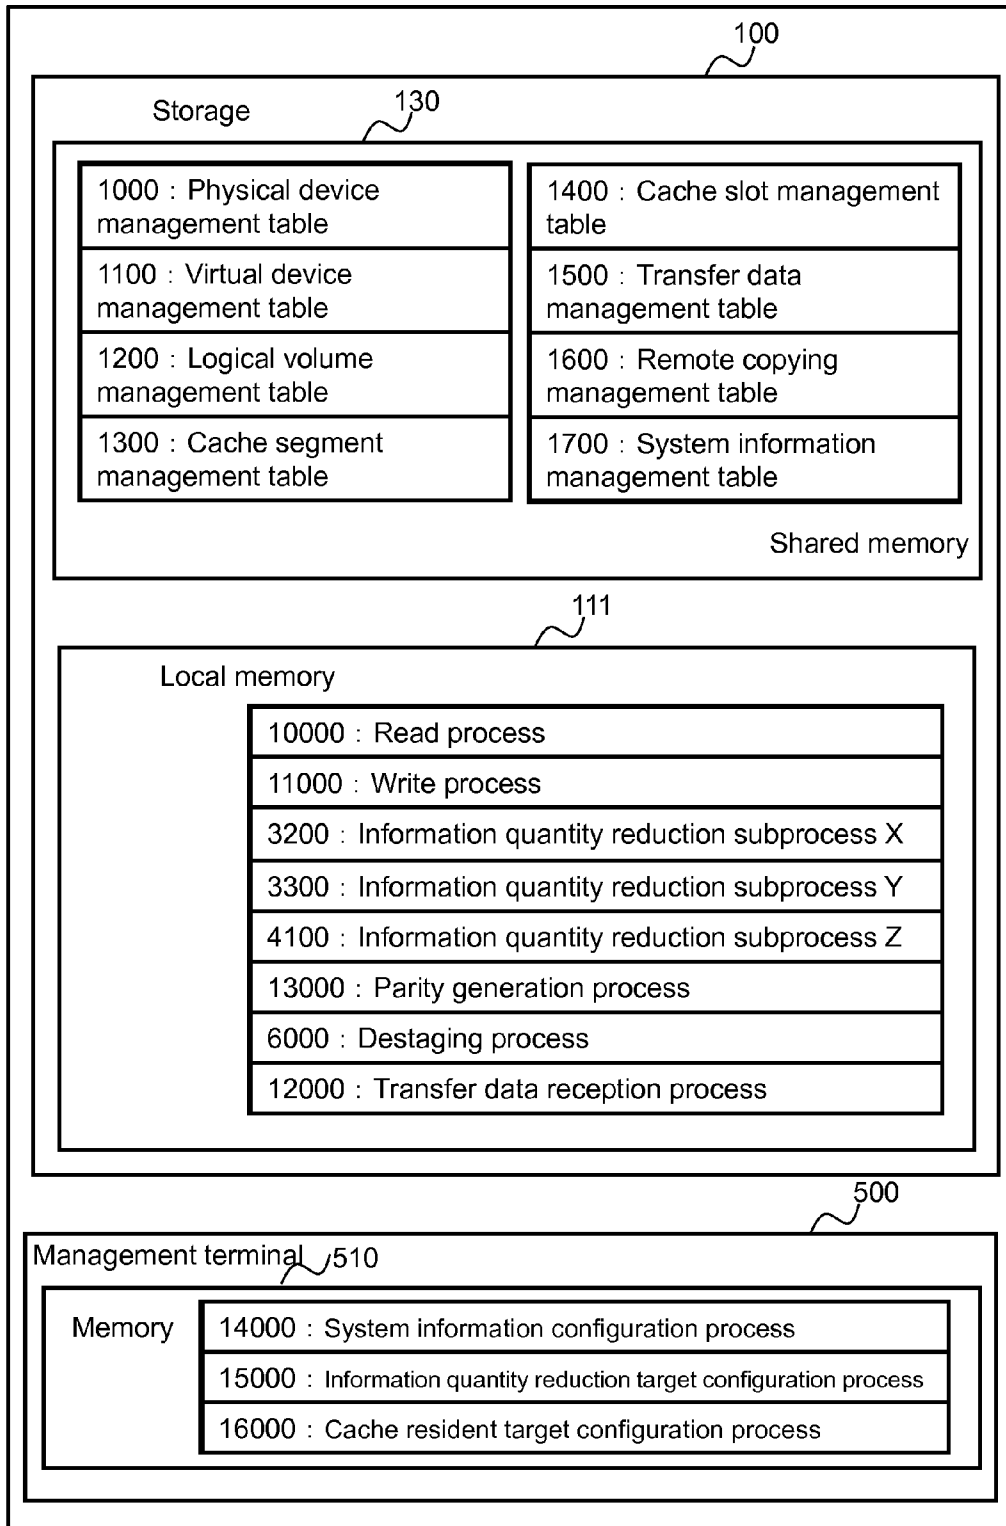 100
Storage
130
1000 : Physical device
management table
1100 : Virtual device
management table
1200 : Logical volume
management table
1300 : Cache segment
management table
1400 : Cache slot management
table
1500 : Transfer data
management table
1600 : Remote copying
management table
1700 : System information
management table
Shared memory
111
Local memory
10000 : Read process
11000 : Write process
3200 : Information quantity reduction subprocess X
3300 : Information quantity reduction subprocess Y
4100 : Information quantity reduction subprocess Z
13000 : Parity generation process
6000 : Destaging process
12000 : Transfer data reception process
500
Management terminal
510
Memory
14000 : System information configuration process
15000 : Information quantity reduction target configuration process
16000 : Cache resident target configuration process